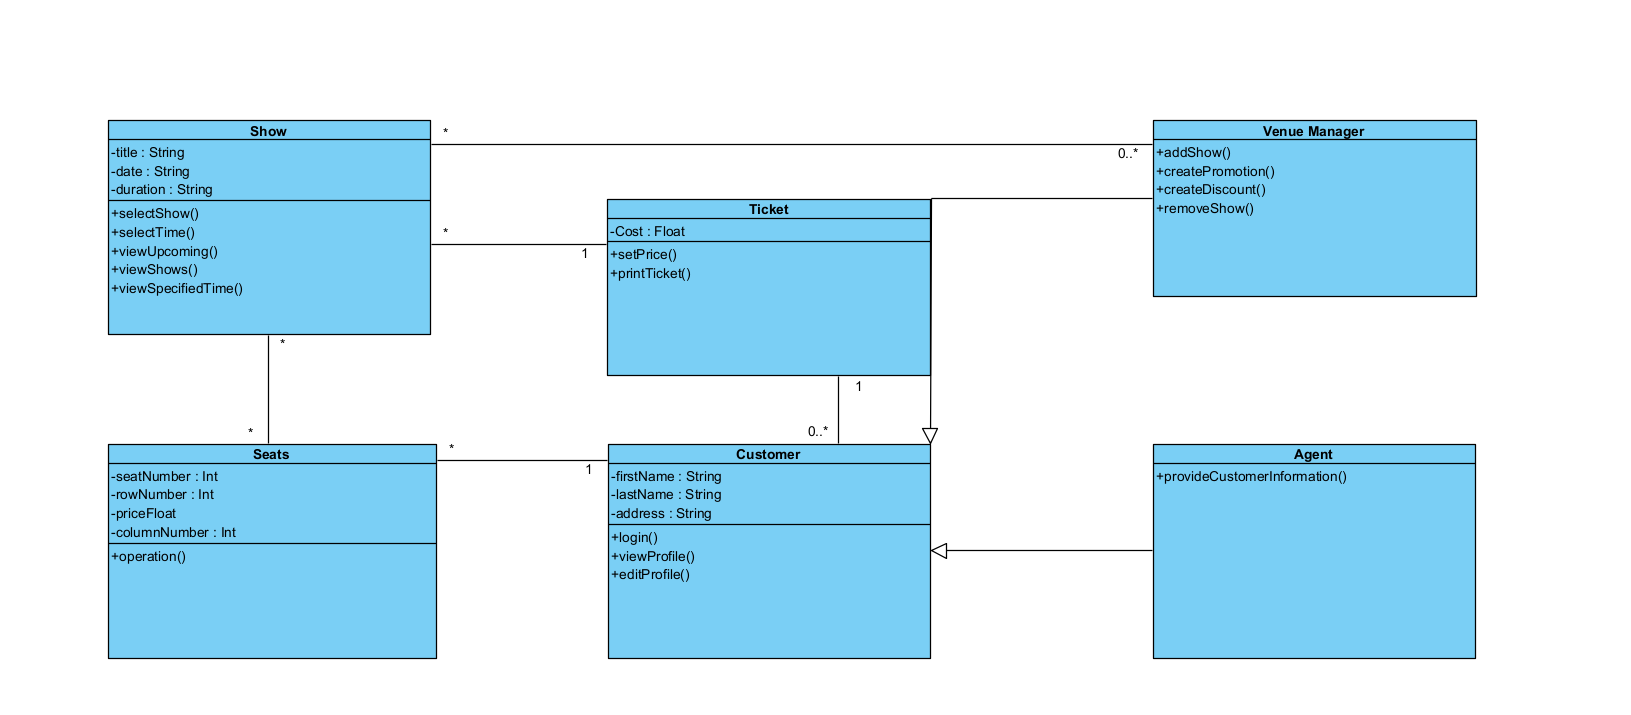 Show
-title : String
-date : String
-duration : String
+selectShow()
+selectTime()
+viewUpcoming()
+viewShows()
+viewSpecifiedTime()
*
0..*
Venue Manager
+addShow()
+createPromotion()
+createDiscount()
+removeShow()
*
1
Ticket
-Cost : Float
+setPrice()
+printTicket()
*
*
1
0..*
Seats
-seatNumber : Int
-rowNumber : Int
-priceFloat
-columnNumber : Int
+operation()
*
1
Customer
-firstName : String
-lastName : String
-address : String
+login()
+viewProfile()
+editProfile()
Agent
+provideCustomerInformation()